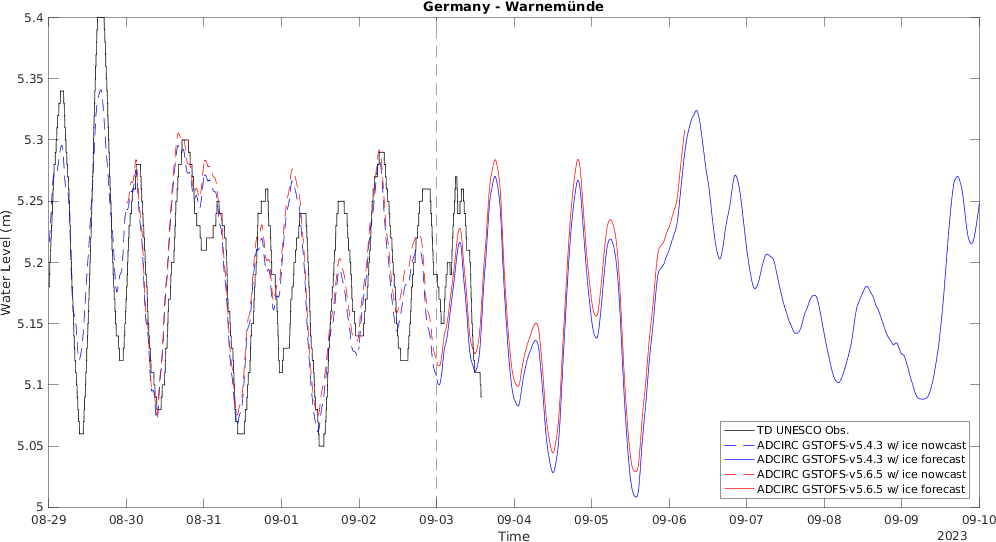 Germany - Warnemünde
5.4
5.35
5.3
5.25
5.2
5.15
5.1
5.05
5
Water Level (m)
TD UNESCO Obs.
ADCIRC GSTOFS-v5.4.3 w/ ice nowcast
ADCIRC GSTOFS-v5.4.3 w/ ice forecast
ADCIRC GSTOFS-v5.6.5 w/ ice nowcast
ADCIRC GSTOFS-v5.6.5 w/ ice forecast
08-29 08-30 08-31 09-01 09-02 09-03 09-04 09-05 09-06 09-07 09-08 09-09 09-10
Time
2023